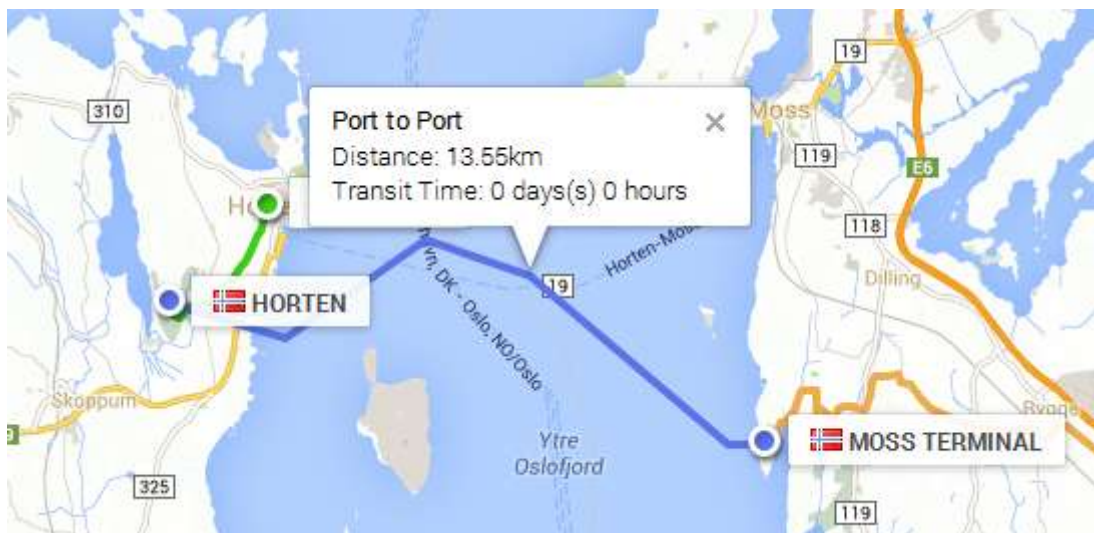 19
310
Moss
Port to Port
×
Distance: 13.55km
119
E6
Transit Time: 0 days(s) 0 hours
118
Horten-Moss
Dilling
DK - Oslo, NO/Oslo
19
HORTEN
Skoppum
Rygge
MOSS TERMINAL
Ytre
Oslofjord
325
119